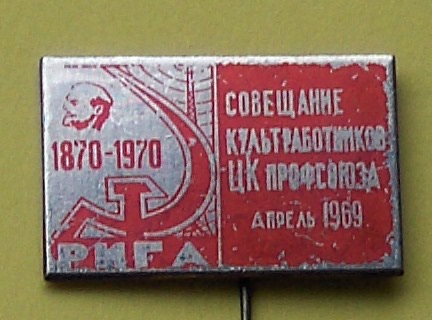 1870-1970
РИГА
СОВЕЩАНИЕ
КУЛЬТРАБОТНИКОВ
ЦК ПРОФСОЮЗА
АПРЕЛЬ 1969